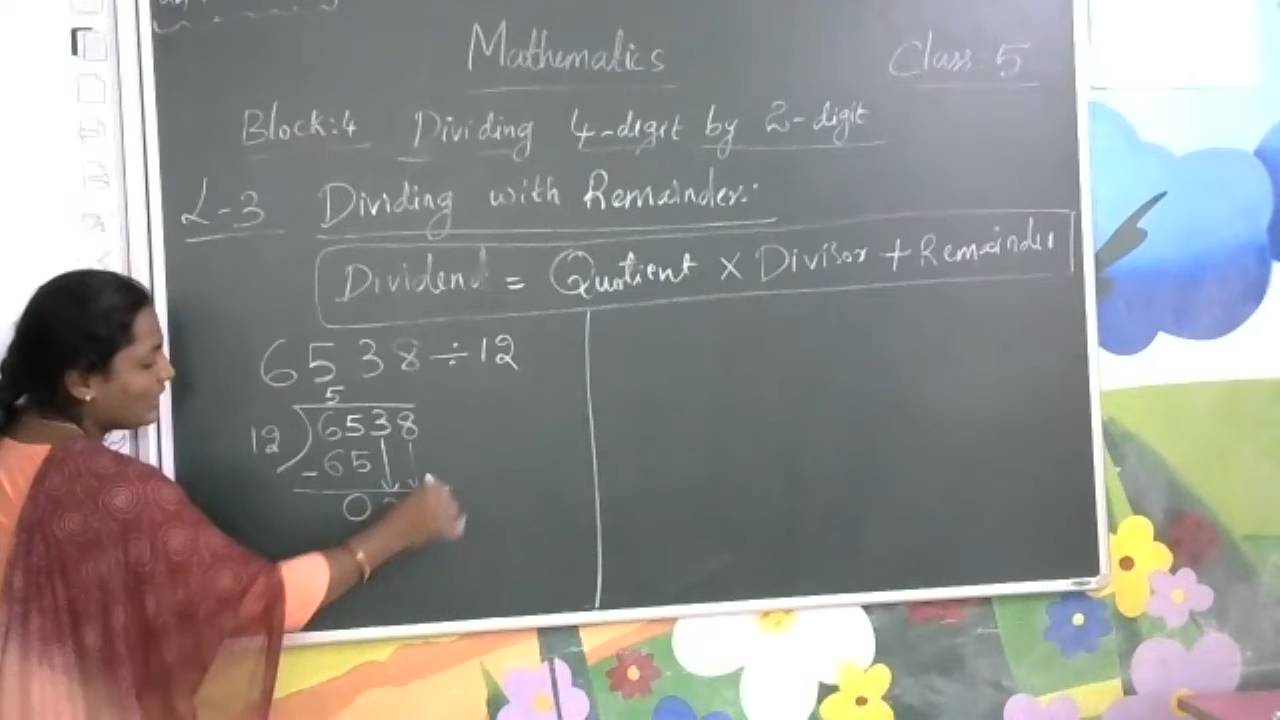 Mathematics Class 5
Block:4 Dividing 4-digit by 2-digit
L-3 Dividing with Remainder:
Dividend = Quotient × Divisor + Remainder
6538 ÷ 12
5
12 ) 6538
- 65
0